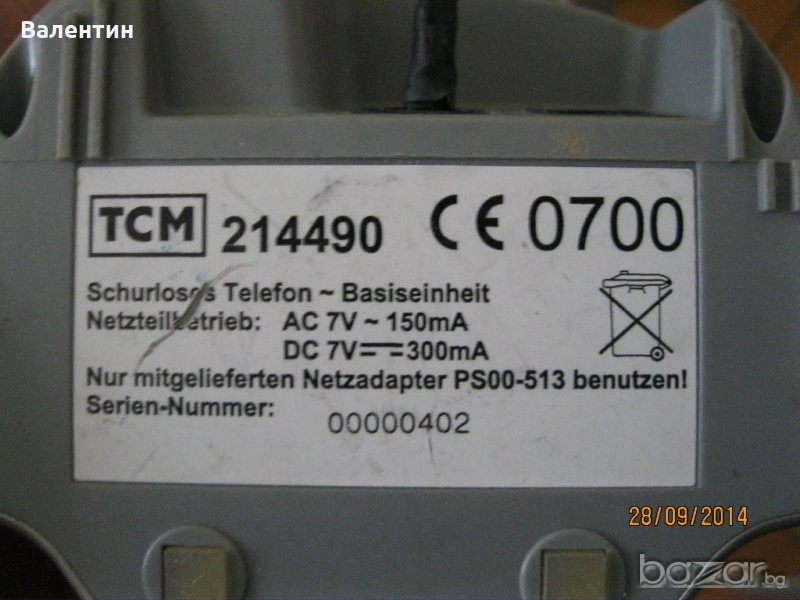 Валентин
TCM 214490 CE 0700
Schurloses Telefon ~ Basiseinheit
Netzteilbetrieb: AC 7V ~ 150mA
DC 7V⎓300mA
Nur mitgelieferten Netzadapter PS00-513 benutzen!
Serien-Nummer: 00000402
28/09/2014
bazar.bg